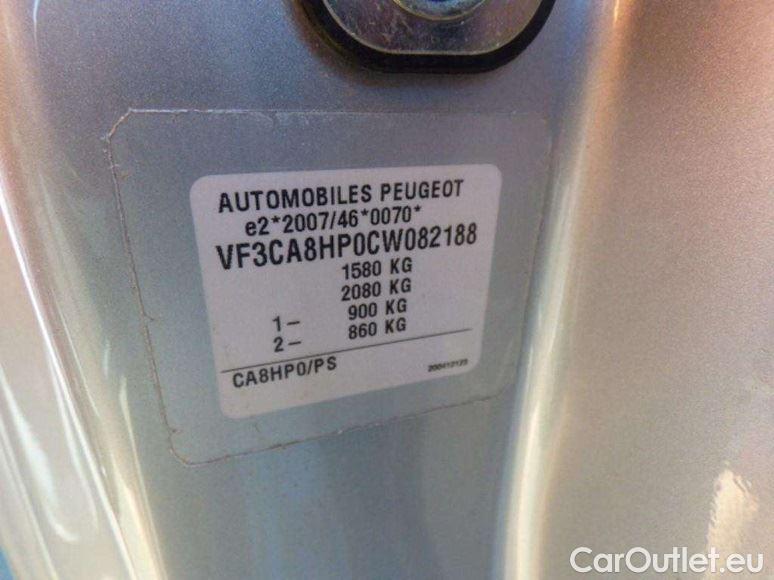 AUTOMOBILES PEUGEOT
e2*2007/46*0070*
VF3CA8HP0CW082188
1580 KG
2080 KG
1- 900 KG
2- 860 KG
CA8HP0/PS 200412123
CarOutlet.eu